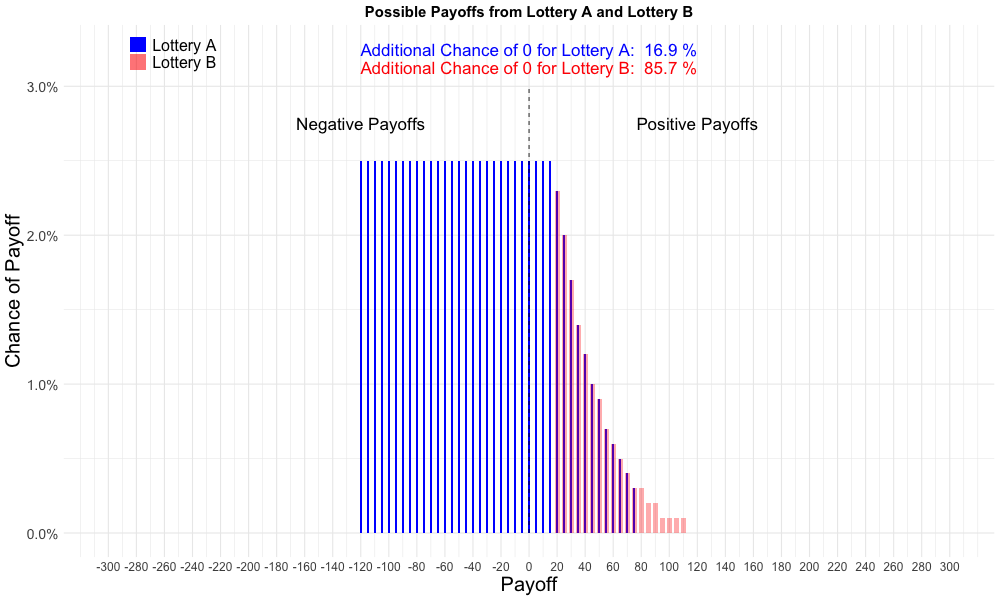 Possible Payoffs from Lottery A and Lottery B
Lottery A
Lottery B
Additional Chance of 0 for Lottery A: 16.9 %
Additional Chance of 0 for Lottery B: 85.7 %
Negative Payoffs
Positive Payoffs
3.0%
2.0%
1.0%
0.0%
Chance of Payoff
-300 -280 -260 -240 -220 -200 -180 -160 -140 -120 -100 -80 -60 -40 -20 0 20 40 60 80 100 120 140 160 180 200 220 240 260 280 300
Payoff